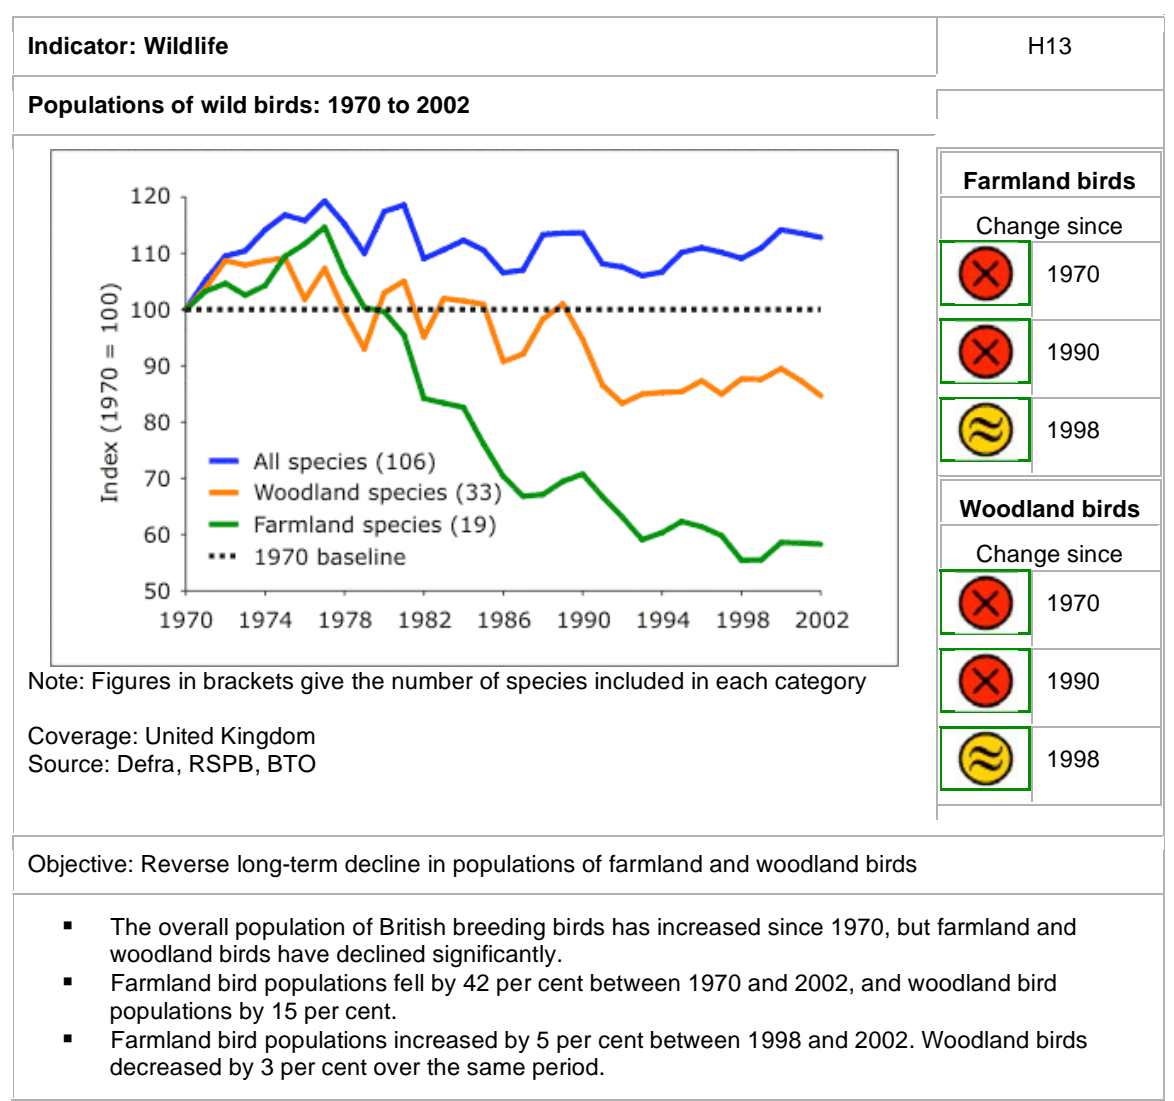 Indicator: Wildlife
H13
Populations of wild birds: 1970 to 2002
120
110
100
90
80
70
60
50
Index (1970 = 100)
All species (106)
Woodland species (33)
Farmland species (19)
1970 baseline
1970 1974 1978 1982 1986 1990 1994 1998 2002
Note: Figures in brackets give the number of species included in each category
Coverage: United Kingdom
Source: Defra, RSPB, BTO
Farmland birds
Change since
1970
1990
1998
Woodland birds
Change since
1970
1990
1998
Objective: Reverse long-term decline in populations of farmland and woodland birds
▪ The overall population of British breeding birds has increased since 1970, but farmland and
woodland birds have declined significantly.
▪ Farmland bird populations fell by 42 per cent between 1970 and 2002, and woodland bird
populations by 15 per cent.
▪ Farmland bird populations increased by 5 per cent between 1998 and 2002. Woodland birds
decreased by 3 per cent over the same period.